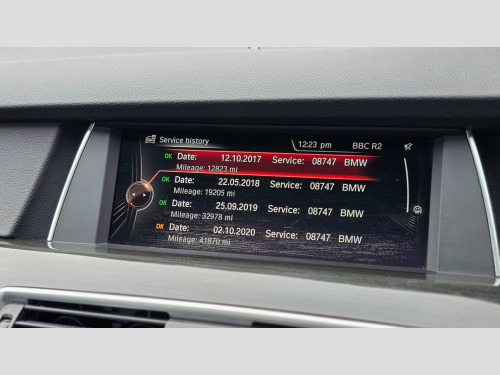 Service history
12:23 pm
BBC R2
OK Date: 12.10.2017 Service: 08747 BMW
Mileage: 12823 mi
OK Date: 22.05.2018 Service: 08747 BMW
Mileage: 19205 mi
OK Date: 25.09.2019 Service: 08747 BMW
Mileage: 32978 mi
OK Date: 02.10.2020 Service: 08747 BMW
Mileage: 41870 mi